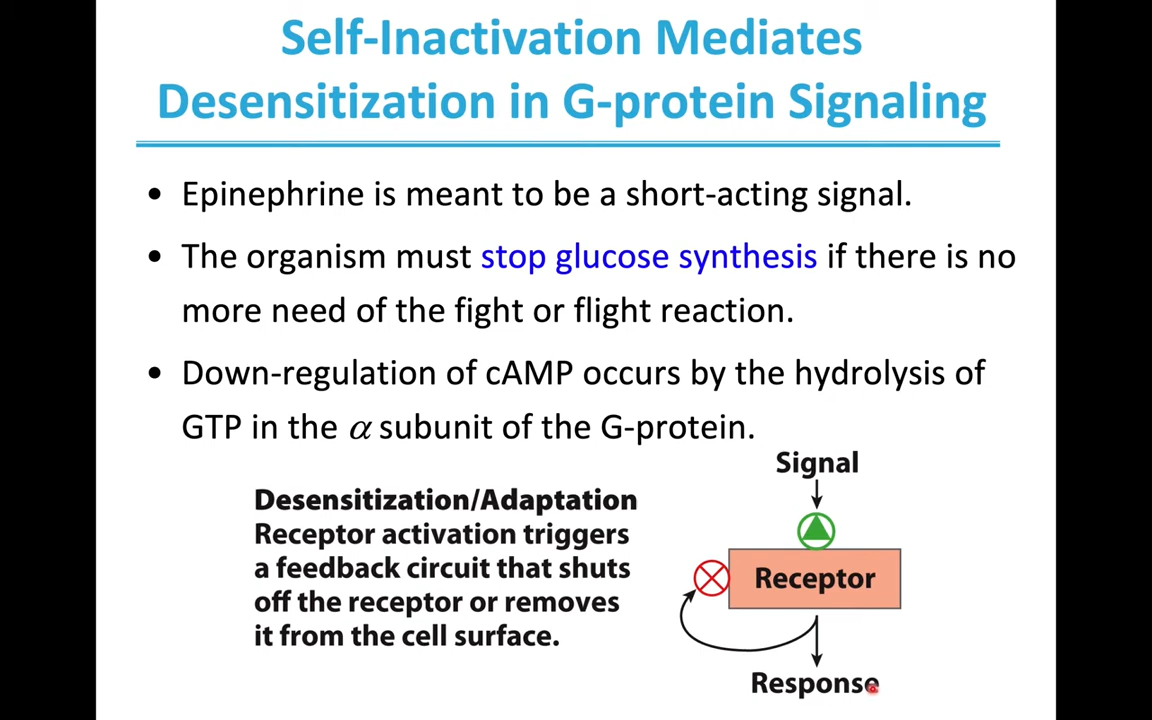 Self-Inactivation Mediates
Desensitization in G-protein Signaling
• Epinephrine is meant to be a short-acting signal.
• The organism must stop glucose synthesis if there is no
more need of the fight or flight reaction.
• Down-regulation of cAMP occurs by the hydrolysis of
GTP in the α subunit of the G-protein.
Desensitization/Adaptation
Receptor activation triggers
a feedback circuit that shuts
off the receptor or removes
it from the cell surface.
Signal
Receptor
Response